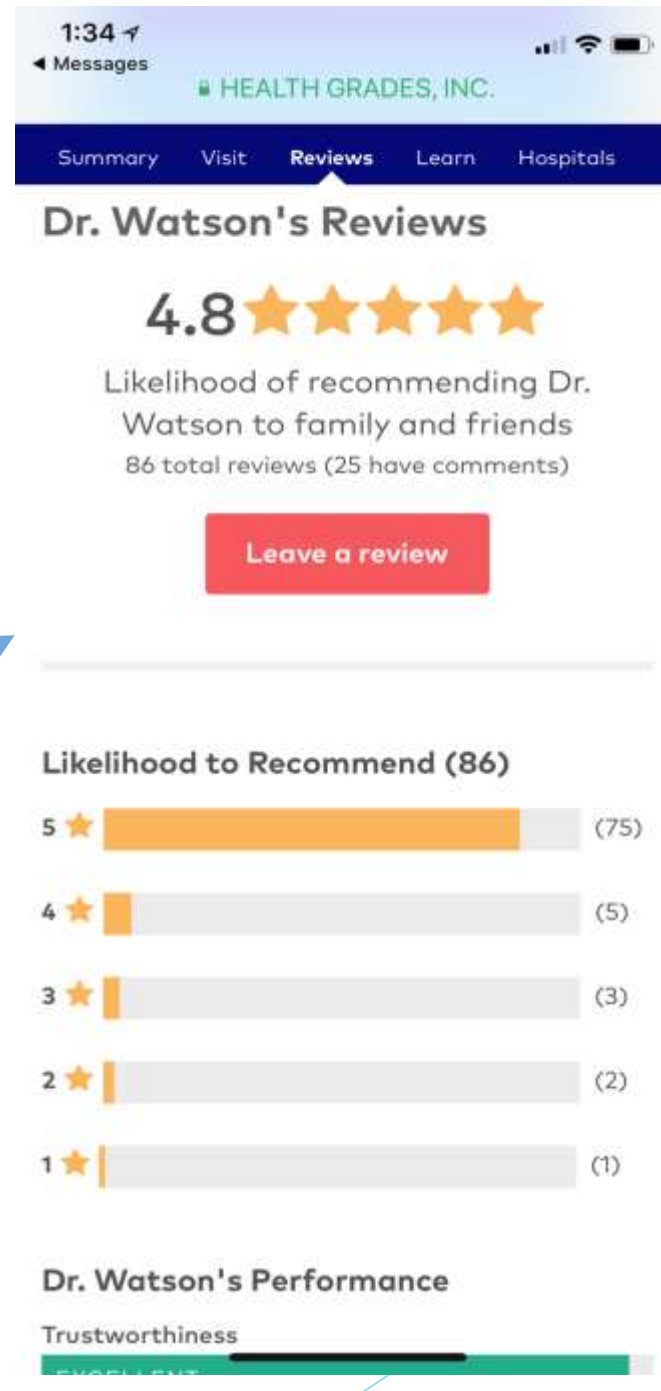 1:34
Messages
HEALTH GRADES, INC.
Summary Visit Reviews Learn Hospitals
Dr. Watson's Reviews
4.8
Likelihood of recommending Dr.
Watson to family and friends
86 total reviews (25 have comments)
Leave a review
Likelihood to Recommend (86)
5 (75)
4 (5)
3 (3)
2 (2)
1 (1)
Dr. Watson's Performance
Trustworthiness
EXCELLENT